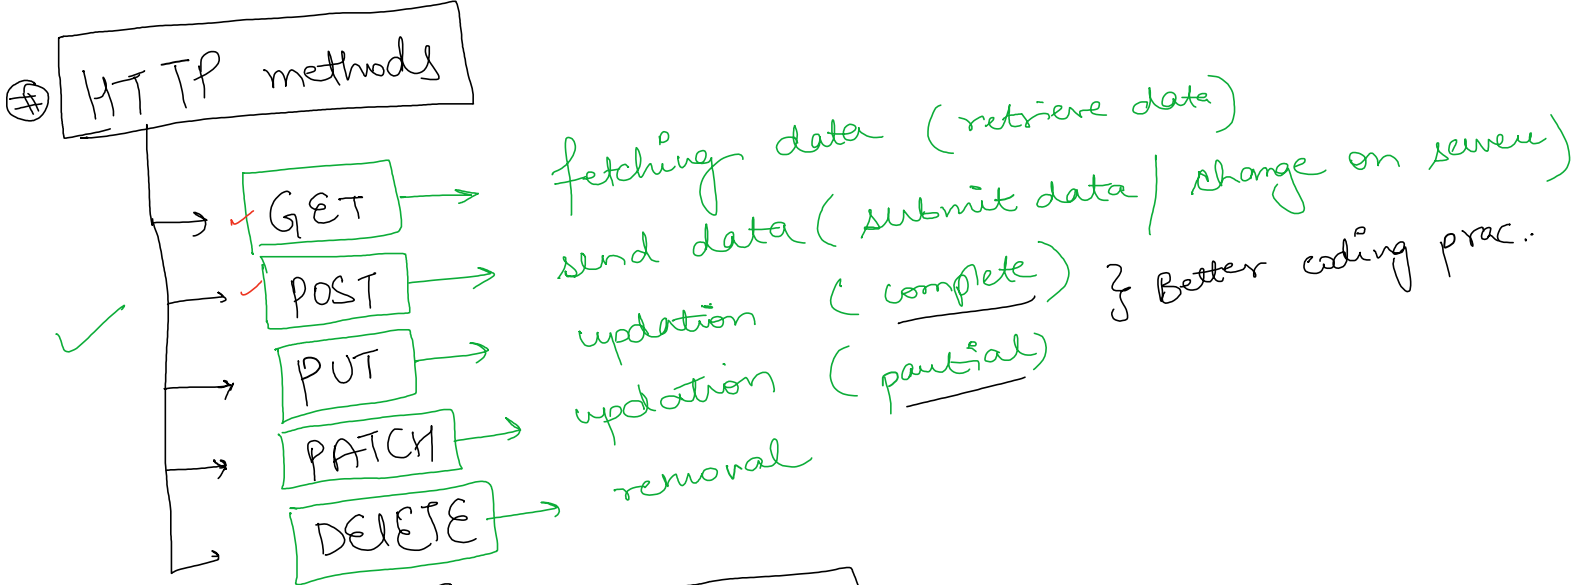 # HTTP methods
GET → fetching data (retrieve data)
POST → send data (submit data | change on server)
PUT → updation (complete) } Better coding prac..
PATCH → updation (partial)
DELETE → removal